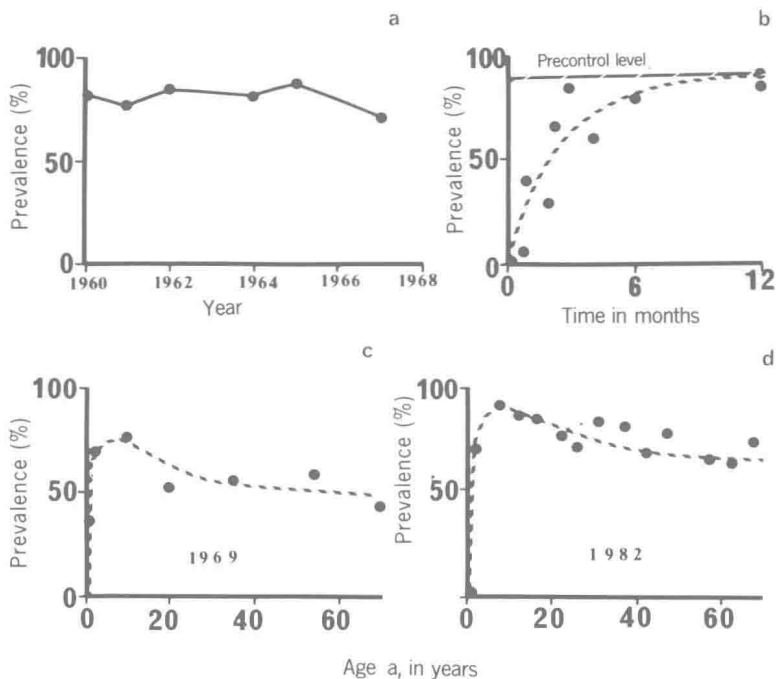 a
100
50
0
Prevalence (%)
1960 1962 1964 1966 1968
Year
b
100
50
0
Prevalence (%)
Precontrol level
0 6 12
Time in months
c
100
50
0
Prevalence (%)
1969
0 20 40 60
d
100
50
0
Prevalence (%)
1982
0 20 40 60
Age a, in years